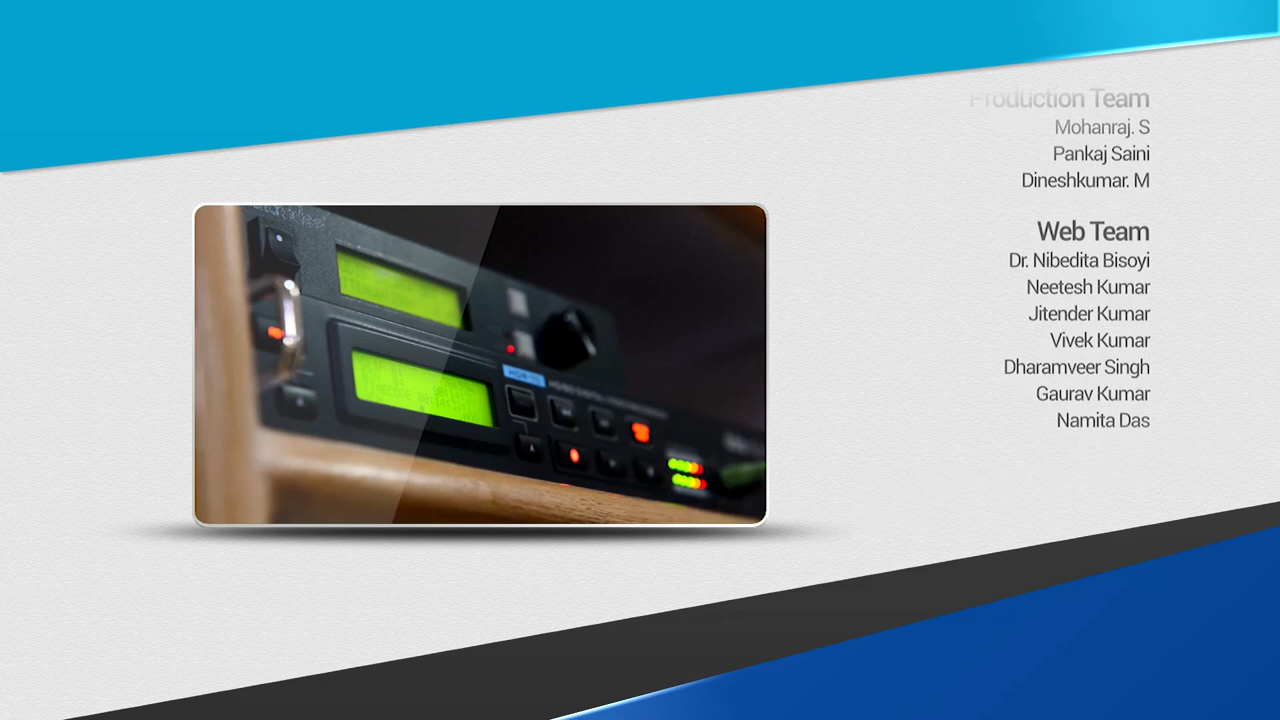 Production Team
Mohanraj. S
Pankaj Saini
Dineshkumar. M
Web Team
Dr. Nibedita Bisoyi
Neetesh Kumar
Jitender Kumar
Vivek Kumar
Dharamveer Singh
Gaurav Kumar
Namita Das